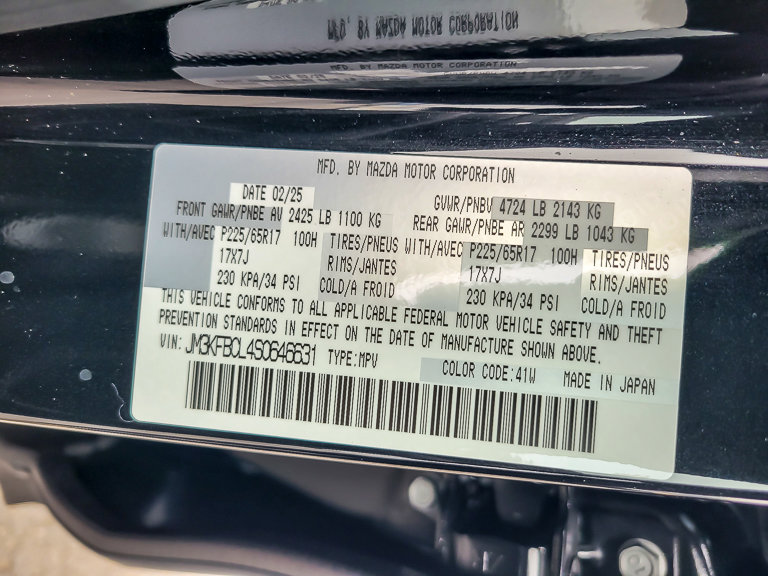 MFD. BY MAZDA MOTOR CORPORATION
MFD. BY MAZDA MOTOR CORPORATION
MFD. BY MAZDA MOTOR CORPORATION
DATE 02/25 GVWR/PNBV 4724 LB 2143 KG
FRONT GAWR/PNBE AV 2425 LB 1100 KG REAR GAWR/PNBE AR 2299 LB 1043 KG
WITH/AVEC P225/65R17 100H TIRES/PNEUS WITH/AVEC P225/65R17 100H TIRES/PNEUS
17X7J RIMS/JANTES 17X7J RIMS/JANTES
230 KPA/34 PSI COLD/A FROID 230 KPA/34 PSI COLD/A FROID
THIS VEHICLE CONFORMS TO ALL APPLICABLE FEDERAL MOTOR VEHICLE SAFETY AND THEFT
PREVENTION STANDARDS IN EFFECT ON THE DATE OF MANUFACTURE SHOWN ABOVE.
VIN: JM3KFBCL4S0646631 TYPE:MPV COLOR CODE:41W MADE IN JAPAN